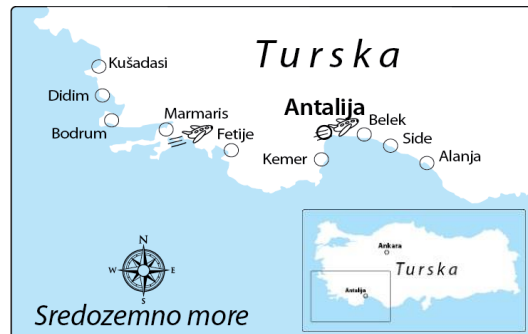 Kušadasi
Turska
Didim
Bodrum
Marmaris
Fetije
Antalija
Belek
Side
Kemer
Alanja
N
W
E
S
Sredozemno more
Ankara
Turska
Antalija